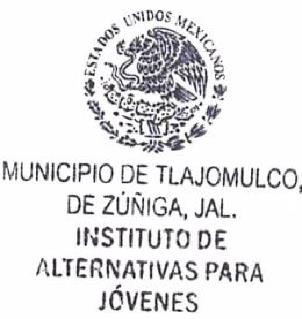 ESTADOS UNIDOS MEXICANOS
MUNICIPIO DE TLAJOMULCO,
DE ZÚÑIGA, JAL.
INSTITUTO DE
ALTERNATIVAS PARA
JÓVENES